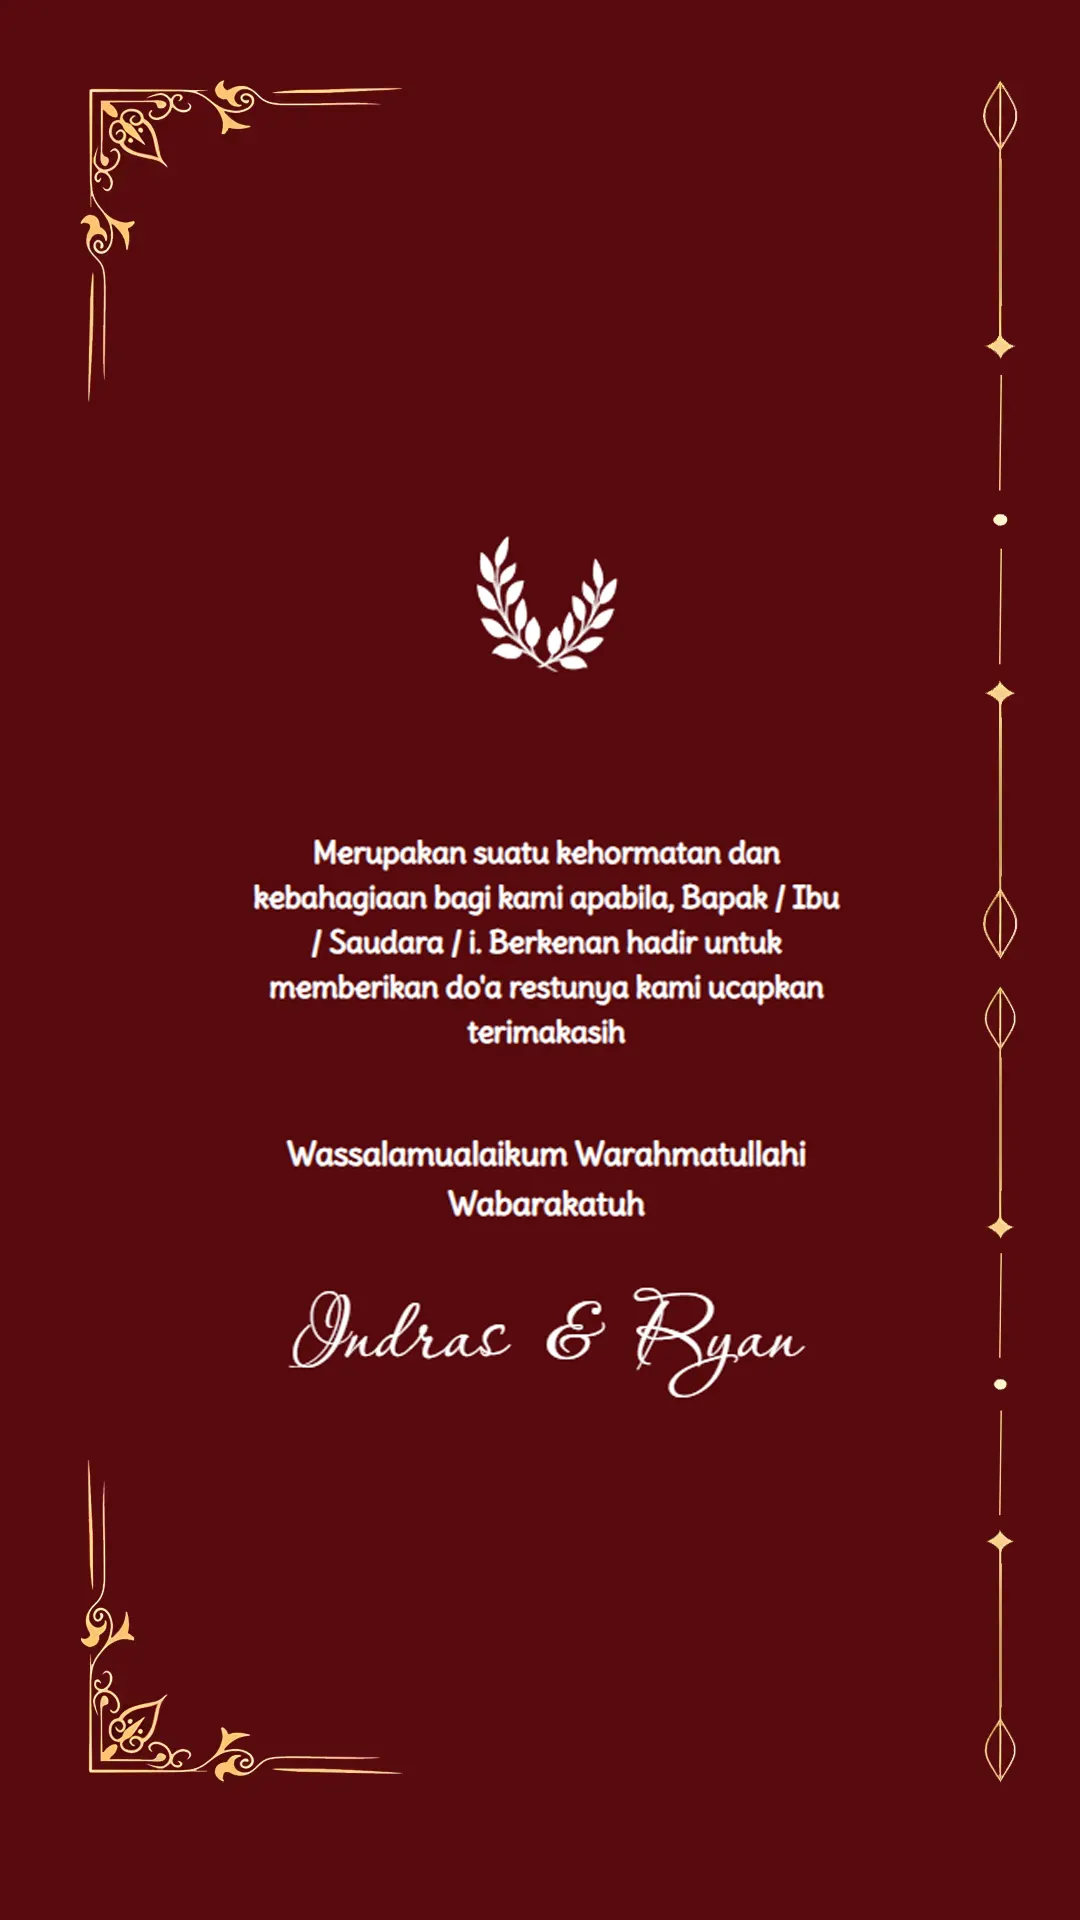 Merupakan suatu kehormatan dan
kebahagiaan bagi kami apabila, Bapak / Ibu
/ Saudara / i. Berkenan hadir untuk
memberikan do'a restunya kami ucapkan
terimakasih
Wassalamualaikum Warahmatullahi
Wabarakatuh
Indras & Ryan